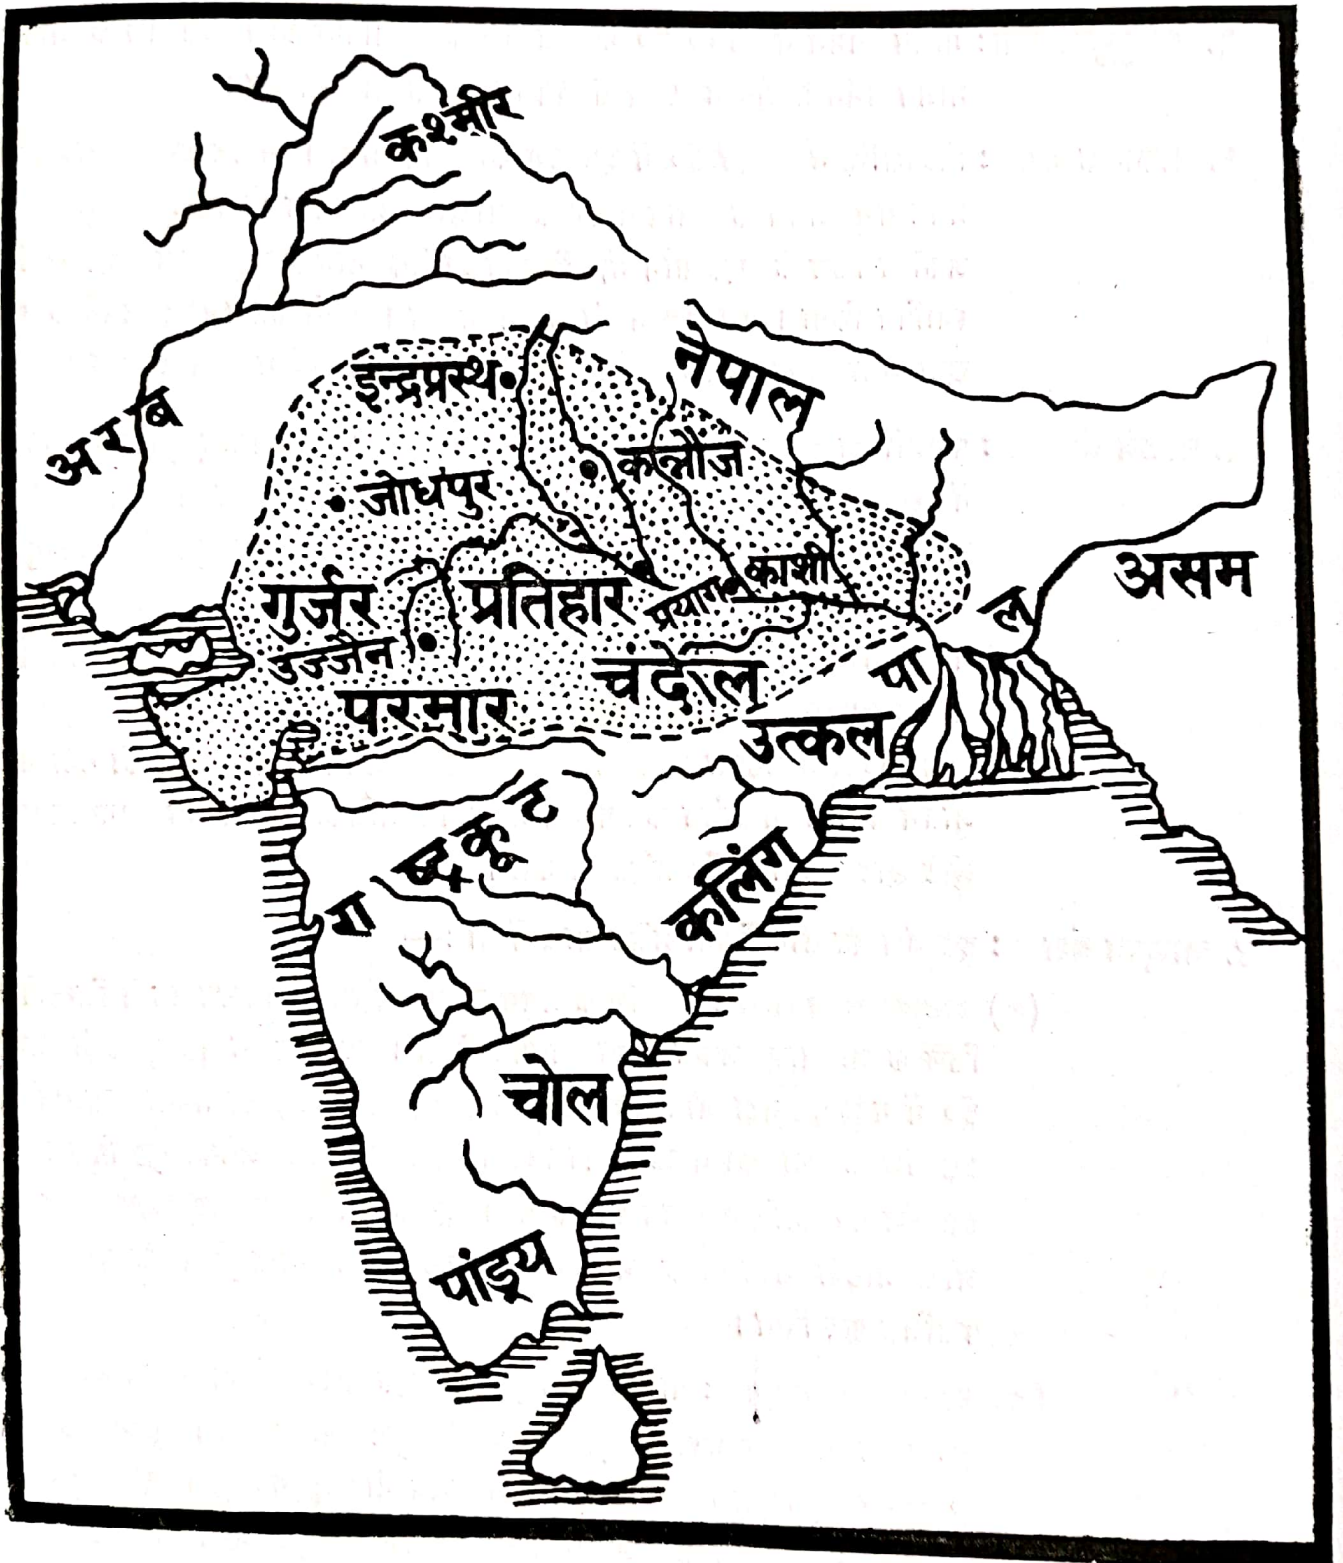 कश्मीर
अरब
इन्द्रप्रस्थ
नेपाल
कन्नौज
जोधपुर
गुर्जर प्रतिहार
प्रयाग
काशी
असम
उज्जैन
चंदेल
पाल
परमार
उत्कल
राष्ट्रकूट
कलिंग
चोल
पांड्य